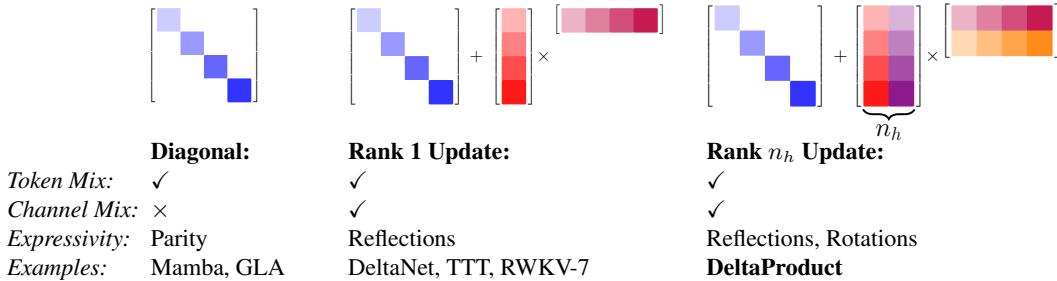 + × + ×
n_h
Diagonal: Rank 1 Update: Rank n_h Update:
Token Mix: ✓ ✓ ✓
Channel Mix: × ✓ ✓
Expressivity: Parity Reflections Reflections, Rotations
Examples: Mamba, GLA DeltaNet, TTT, RWKV-7 DeltaProduct